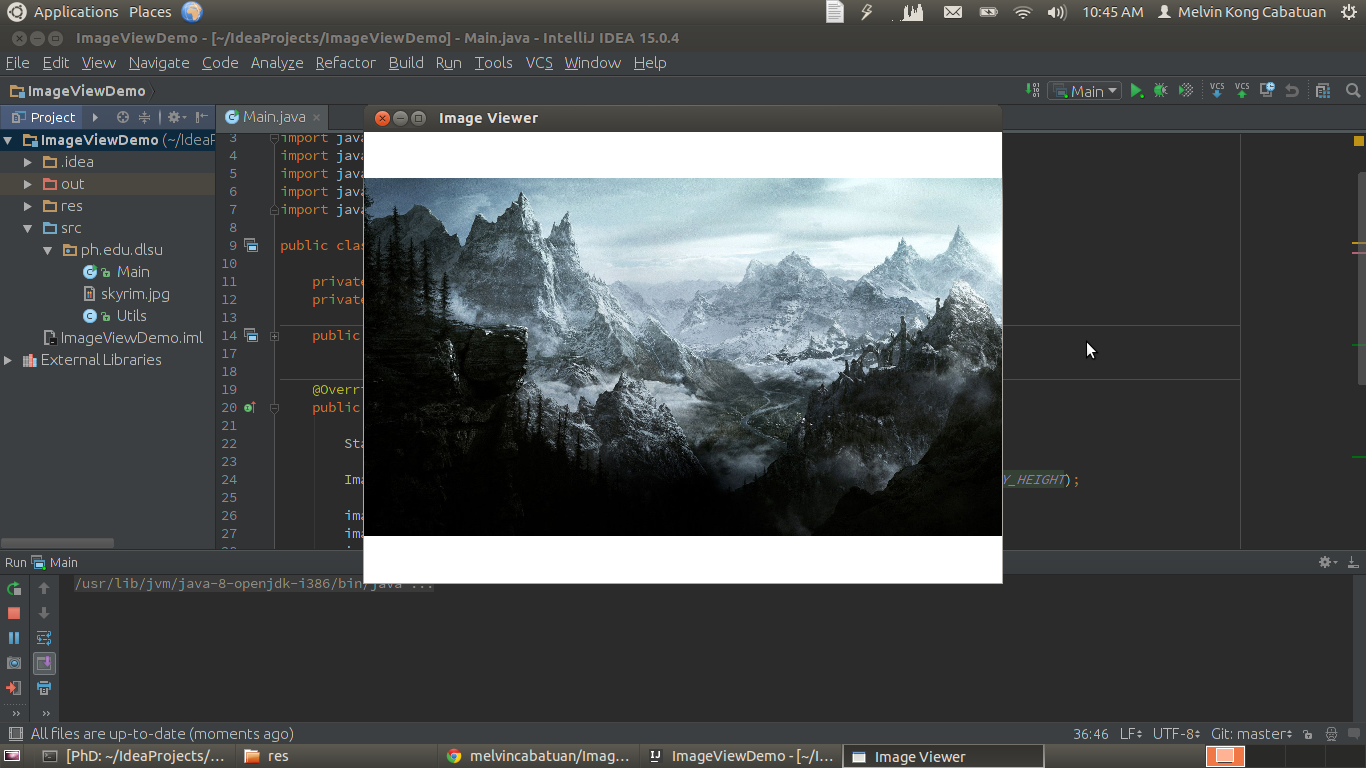 Applications Places 10:45 AM Melvin Kong Cabatuan
ImageViewDemo - [~/IdeaProjects/ImageViewDemo] - Main.java - IntelliJ IDEA 15.0.4
File Edit View Navigate Code Analyze Refactor Build Run Tools VCS Window Help
ImageViewDemo Main VCS VCS
Project Main.java Image Viewer
ImageViewDemo (~/IdeaP
.idea
out
res
src
ph.edu.dlsu
Main
skyrim.jpg
Utils
ImageViewDemo.iml
External Libraries
3 import java
4 import java
5 import java
6 import java
7 import java
8
9 public clas
10
11 private
12 private
13
14 public
17
18
19 @Overri
20 public
21
22 Sta
23
24 Ima Y_HEIGHT);
25
26 ima
27 ima
Run Main
/usr/lib/jvm/java-8-openjdk-i386/bin/java ...
All files are up-to-date (moments ago) 36:46 LF UTF-8 Git: master
[PhD: ~/IdeaProjects/... res melvincabatuan/Imag... ImageViewDemo - [~/I... Image Viewer